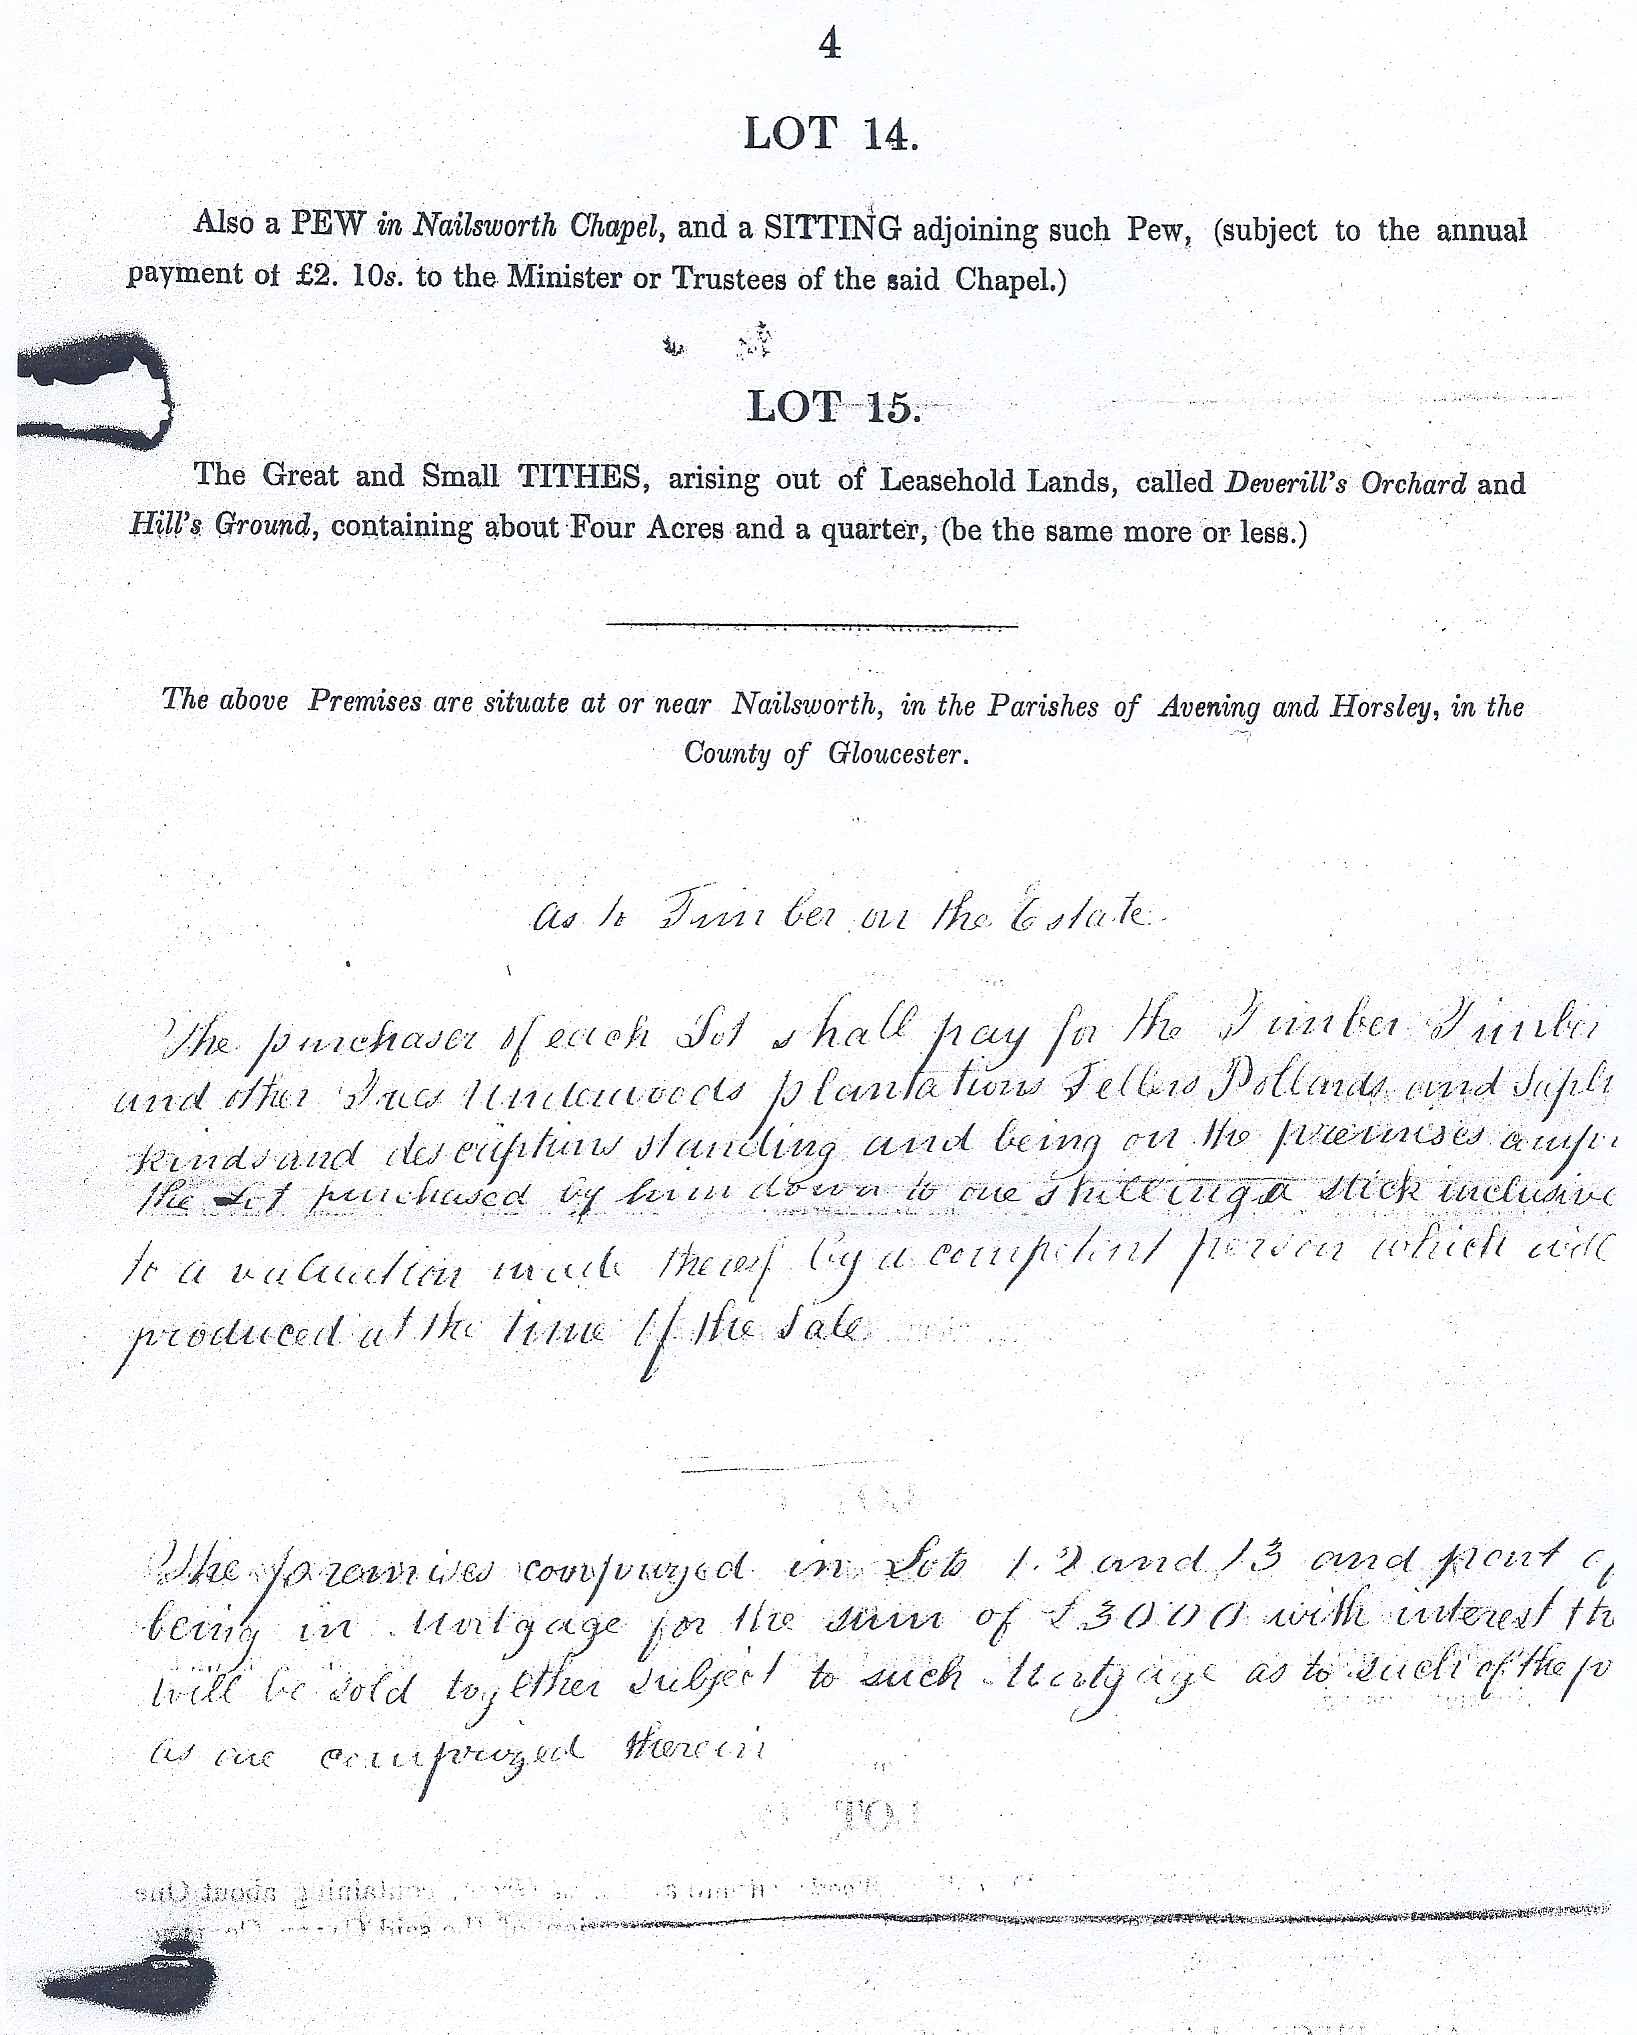 4
LOT 14.
Also a PEW in Nailsworth Chapel, and a SITTING adjoining such Pew, (subject to the annual
payment of £2. 10s. to the Minister or Trustees of the said Chapel.)
LOT 15.
The Great and Small TITHES, arising out of Leasehold Lands, called Deverill's Orchard and
Hill's Ground, containing about Four Acres and a quarter, (be the same more or less.)
The above Premises are situate at or near Nailsworth, in the Parishes of Avening and Horsley, in the
County of Gloucester.
as to Timber on the Estate
The purchaser of each Lot shall pay for the Timber Timber
and other Trees Underwoods plantations Tellers Pollards and Sapli
kinds and descriptions standing and being on the premises compr
the Lot purchased by him down to one shilling a stick inclusive
to a valuation made thereof by a competent person which will
produced at the time of the Sale
The premises comprized in Lots 1. 2 and 13 and part of
being in Mortgage for the sum of £3000 with interest th
will be sold together subject to such Mortgage as to such of the p
as are comprized therein
LOT
containing about One